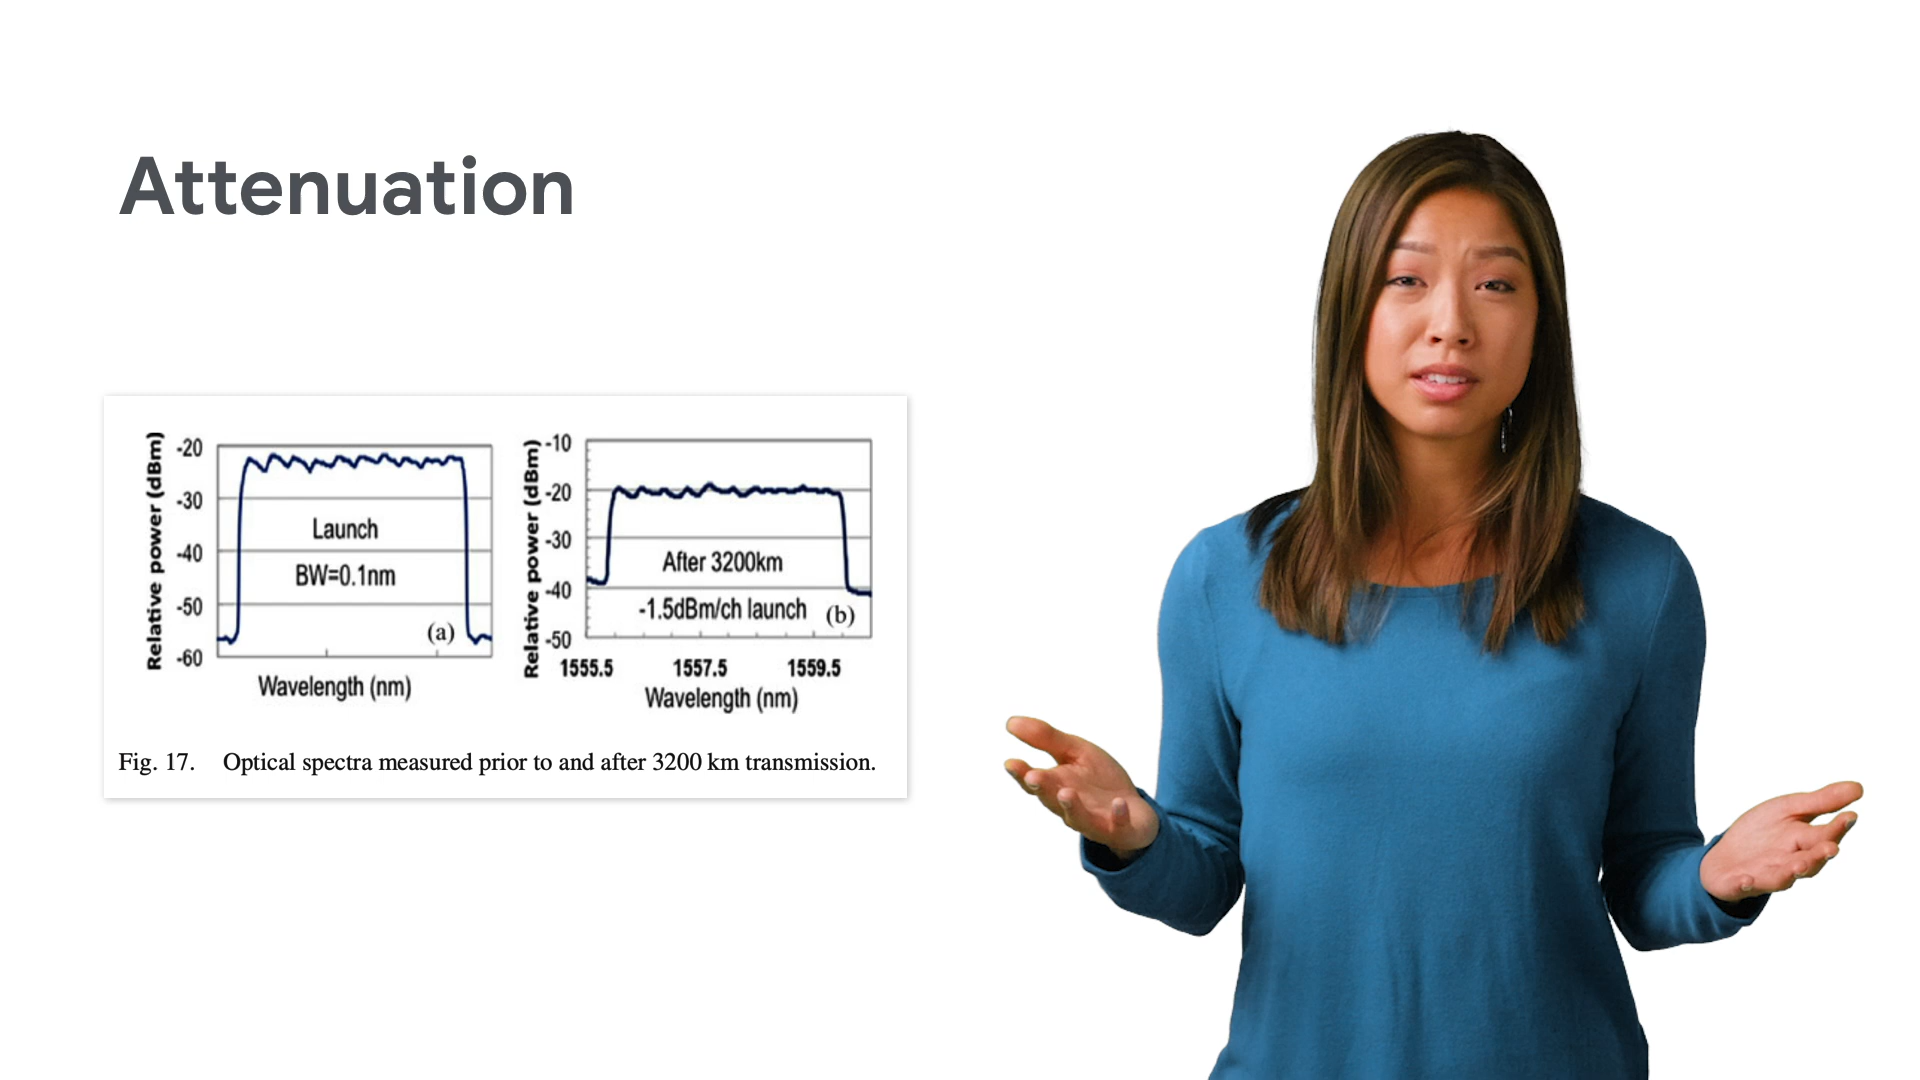 Attenuation
Relative power (dBm)
-20
-30
-40
-50
-60
Launch
BW=0.1nm
(a)
Wavelength (nm)
Relative power (dBm)
-10
-20
-30
-40
-50
After 3200km
-1.5dBm/ch launch
(b)
1555.5 1557.5 1559.5
Wavelength (nm)
Fig. 17. Optical spectra measured prior to and after 3200 km transmission.